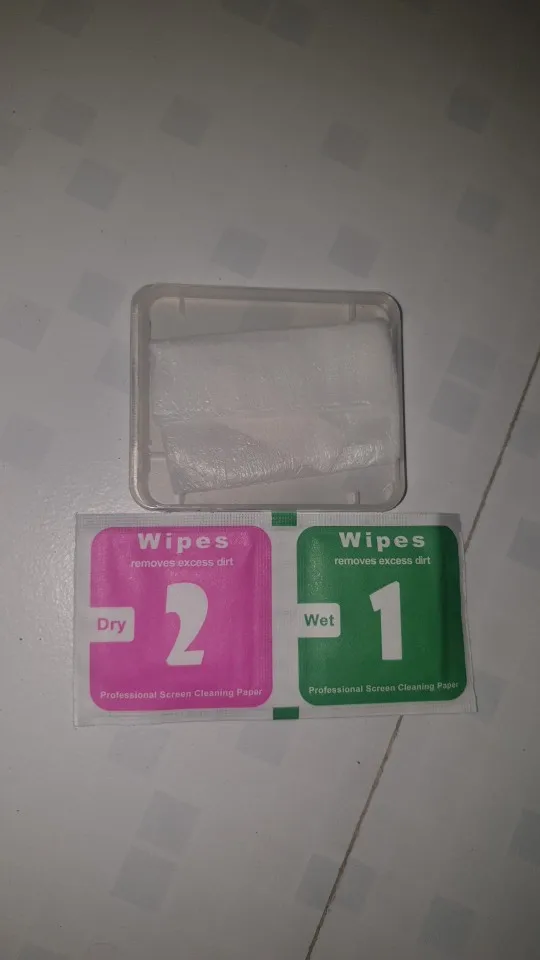 Wipes
removes excess dirt
Dry
2
Professional Screen Cleaning Paper
Wipes
removes excess dirt
Wet
1
Professional Screen Cleaning Paper